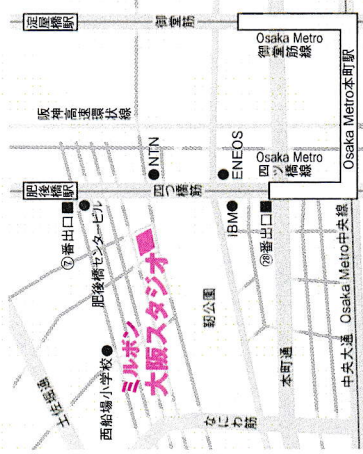 淀屋橋駅
御堂筋
Osaka Metro
御堂筋線
Osaka Metro本町駅
阪神高速環状線
NTN
ENEOS
Osaka Metro
四ツ橋線
肥後橋駅
四つ橋筋
⑦番出口
肥後橋センタービル
IBM
㉘番出口
ミルボン
大阪スタジオ
靭公園
西船場小学校
土佐堀通
なにわ筋
本町通
中央大通
Osaka Metro中央線